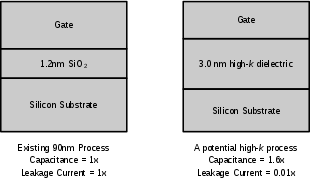 Gate
1.2nm SiO₂
Silicon Substrate
Existing 90nm Process
Capacitance = 1x
Leakage Current = 1x
Gate
3.0 nm high-k dielectric
Silicon Substrate
A potential high-k process
Capacitance = 1.6x
Leakage Current = 0.01x